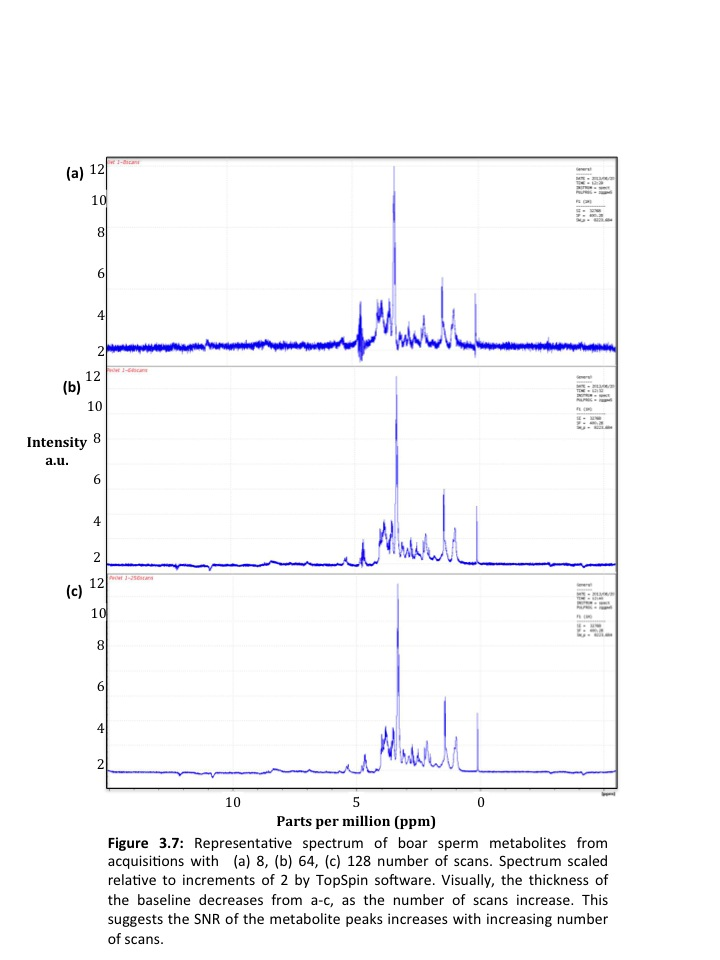 (a) 12
10
8
6
4
2
(b) 12
10
Intensity 8
a.u.
6
4
2
(c) 12
10
8
6
4
2
10 5 0
Parts per million (ppm)
Figure 3.7: Representative spectrum of boar sperm metabolites from
acquisitions with (a) 8, (b) 64, (c) 128 number of scans. Spectrum scaled
relative to increments of 2 by TopSpin software. Visually, the thickness of
the baseline decreases from a-c, as the number of scans increase. This
suggests the SNR of the metabolite peaks increases with increasing number
of scans.